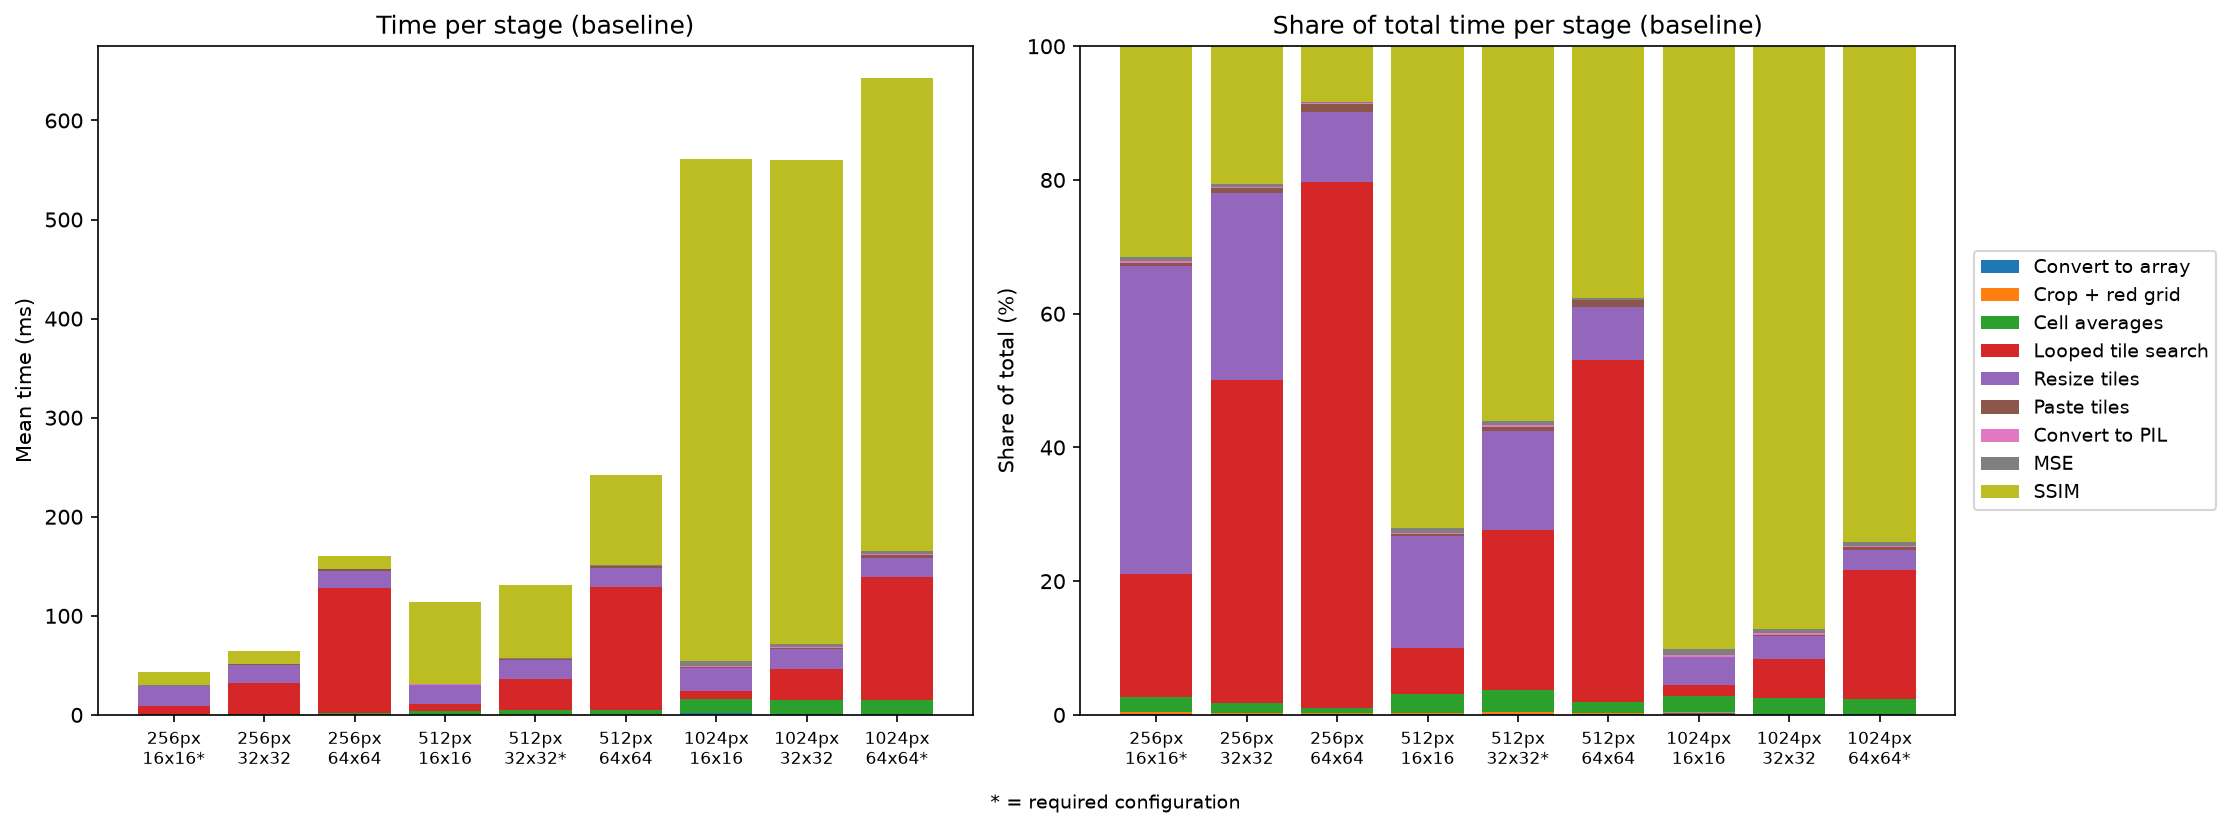 Time per stage (baseline)
Mean time (ms)
600
500
400
300
200
100
0
256px 256px 256px 512px 512px 512px 1024px 1024px 1024px
16x16* 32x32 64x64 16x16 32x32* 64x64 16x16 32x32 64x64*
Share of total time per stage (baseline)
Share of total (%)
100
80
60
40
20
0
256px 256px 256px 512px 512px 512px 1024px 1024px 1024px
16x16* 32x32 64x64 16x16 32x32* 64x64 16x16 32x32 64x64*
Convert to array
Crop + red grid
Cell averages
Looped tile search
Resize tiles
Paste tiles
Convert to PIL
MSE
SSIM
* = required configuration